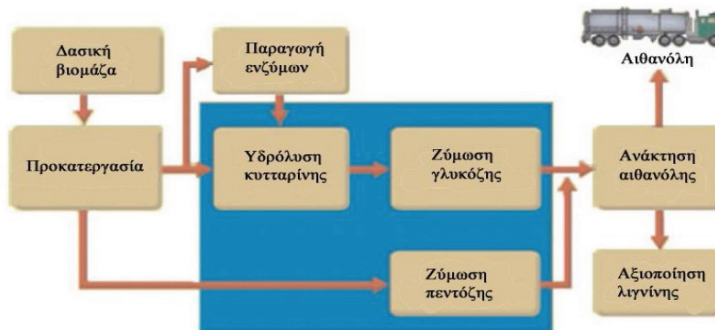 Δασική
βιομάζα
Παραγωγή
ενζύμων
Αιθανόλη
Προκατεργασία
Υδρόλυση
κυτταρίνης
Ζύμωση
γλυκόζης
Ανάκτηση
αιθανόλης
Ζύμωση
πεντόζης
Αξιοποίηση
λιγνίνης